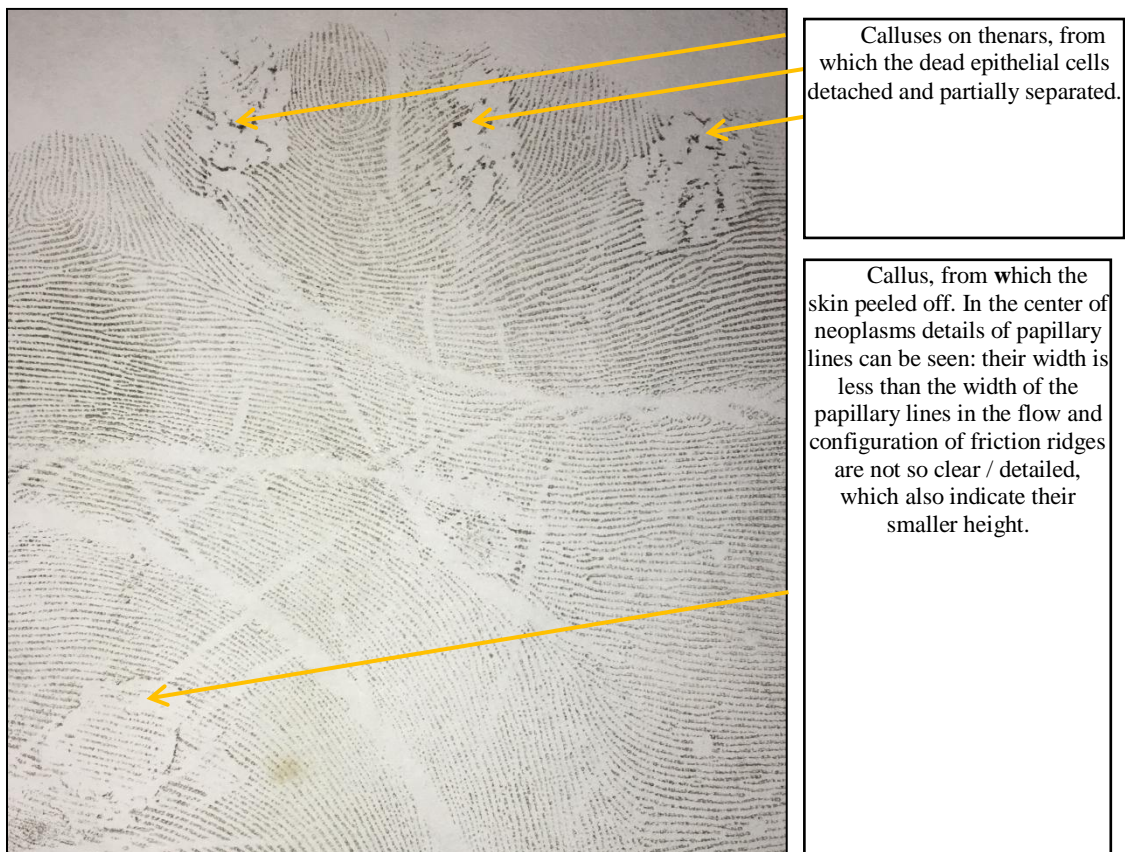 Calluses on thenars, from
which the dead epithelial cells
detached and partially separated.
Callus, from which the
skin peeled off. In the center of
neoplasms details of papillary
lines can be seen: their width is
less than the width of the
papillary lines in the flow and
configuration of friction ridges
are not so clear / detailed,
which also indicate their
smaller height.